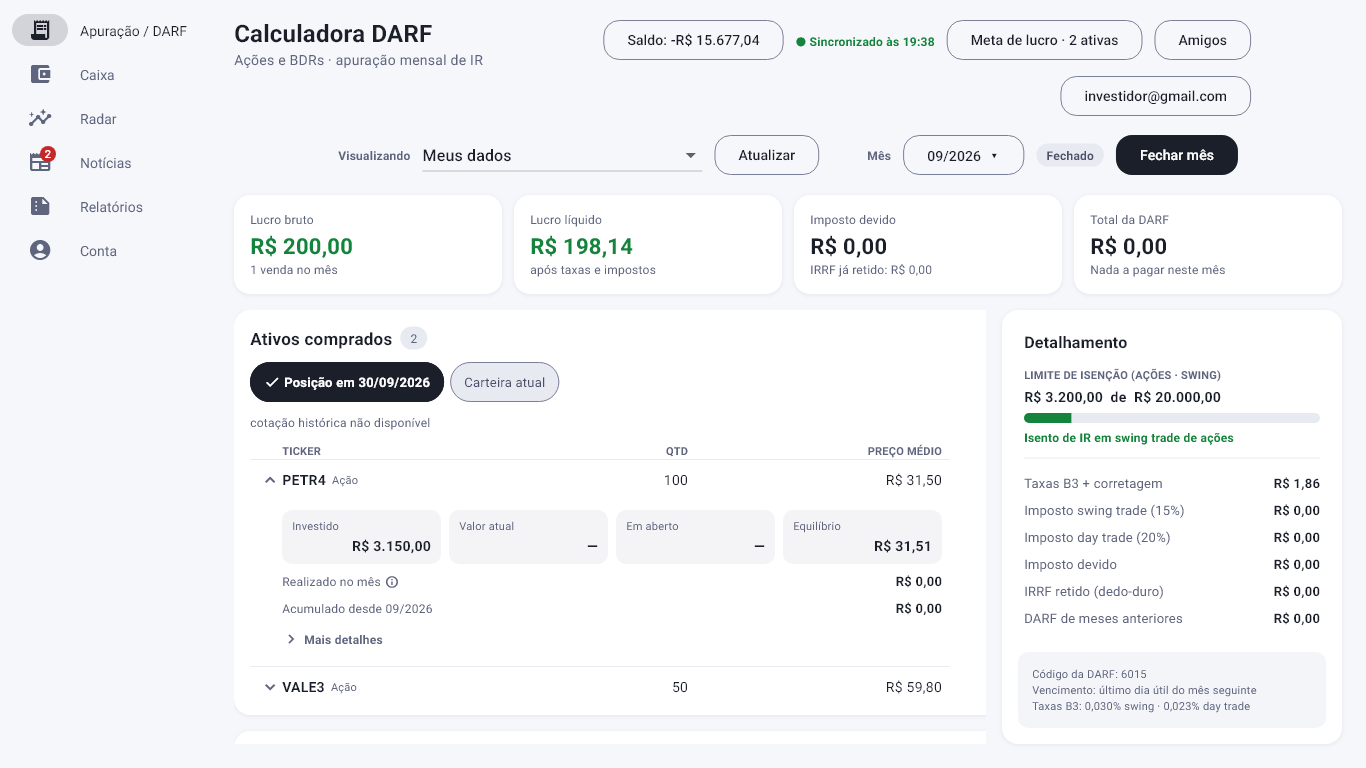 Apuração / DARF
Caixa
Radar
2
Notícias
Relatórios
Conta
Calculadora DARF
Ações e BDRs · apuração mensal de IR
Saldo: -R$ 15.677,04
Sincronizado às 19:38
Meta de lucro · 2 ativas
Amigos
investidor@gmail.com
Visualizando Meus dados
Atualizar
Mês
09/2026
Fechado
Fechar mês
Lucro bruto
R$ 200,00
1 venda no mês
Lucro líquido
R$ 198,14
após taxas e impostos
Imposto devido
R$ 0,00
IRRF já retido: R$ 0,00
Total da DARF
R$ 0,00
Nada a pagar neste mês
Ativos comprados 2
Posição em 30/09/2026
Carteira atual
cotação histórica não disponível
TICKER QTD PREÇO MÉDIO
PETR4 Ação 100 R$ 31,50
Investido
R$ 3.150,00
Valor atual
–
Em aberto
–
Equilíbrio
R$ 31,51
Realizado no mês R$ 0,00
Acumulado desde 09/2026 R$ 0,00
Mais detalhes
VALE3 Ação 50 R$ 59,80
Detalhamento
LIMITE DE ISENÇÃO (AÇÕES · SWING)
R$ 3.200,00 de R$ 20.000,00
Isento de IR em swing trade de ações
Taxas B3 + corretagem R$ 1,86
Imposto swing trade (15%) R$ 0,00
Imposto day trade (20%) R$ 0,00
Imposto devido R$ 0,00
IRRF retido (dedo-duro) R$ 0,00
DARF de meses anteriores R$ 0,00
Código da DARF: 6015
Vencimento: último dia útil do mês seguinte
Taxas B3: 0,030% swing · 0,023% day trade